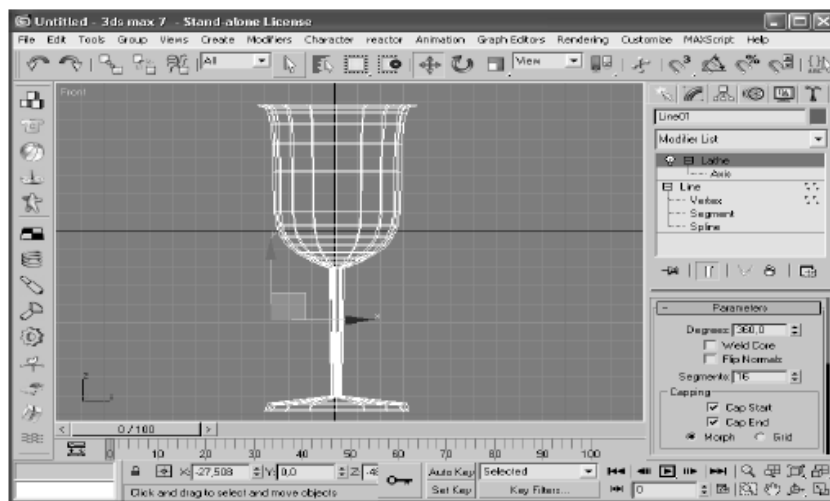 Untitled - 3ds max 7 - Stand-alone License
File Edit Tools Group Views Create Modifiers Character reactor Animation Graph Editors Rendering Customize MAXScript Help
All View
Front
Line01
Modifier List
Lathe
Axis
Line
Vertex
Segment
Spline
Parameters
Degrees: 360,0
Weld Core
Flip Normals
Segments: 16
Capping
Cap Start
Cap End
Morph Grid
z
x
x
0 / 100
0 10 20 30 40 50 60 70 80 90 100
X: -27,508 Y: 0,0 Z:
Auto Key Selected
Click and drag to select and move objects
Set Key Key Filters... 0